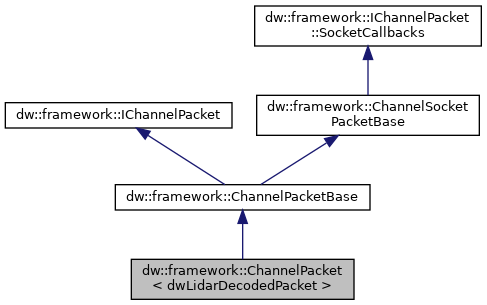 dw::framework::IChannelPacket
::SocketCallbacks
dw::framework::ChannelSocket
PacketBase
dw::framework::IChannelPacket
dw::framework::ChannelPacketBase
dw::framework::ChannelPacket
< dwLidarDecodedPacket >